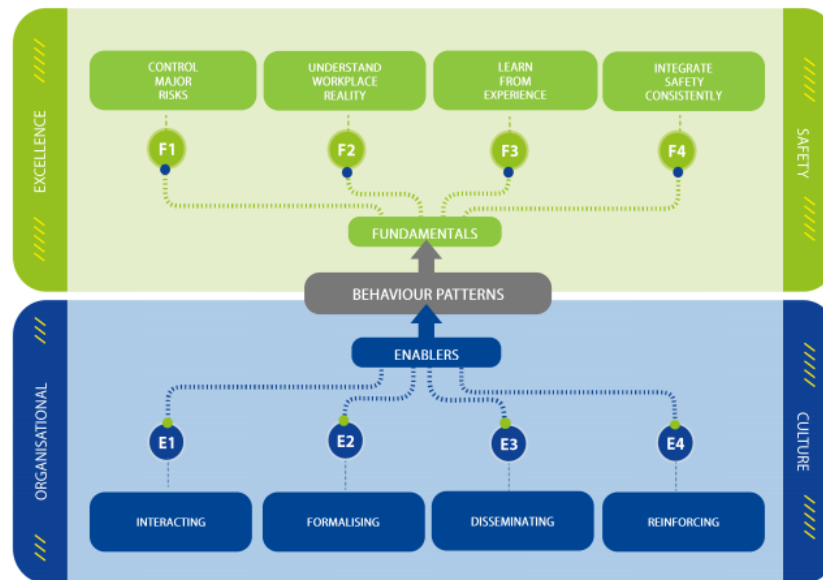 EXCELLENCE
SAFETY
CONTROL
MAJOR
RISKS
UNDERSTAND
WORKPLACE
REALITY
LEARN
FROM
EXPERIENCE
INTEGRATE
SAFETY
CONSISTENTLY
F1
F2
F3
F4
FUNDAMENTALS
BEHAVIOUR PATTERNS
ENABLERS
ORGANISATIONAL
CULTURE
E1
E2
E3
E4
INTERACTING
FORMALISING
DISSEMINATING
REINFORCING